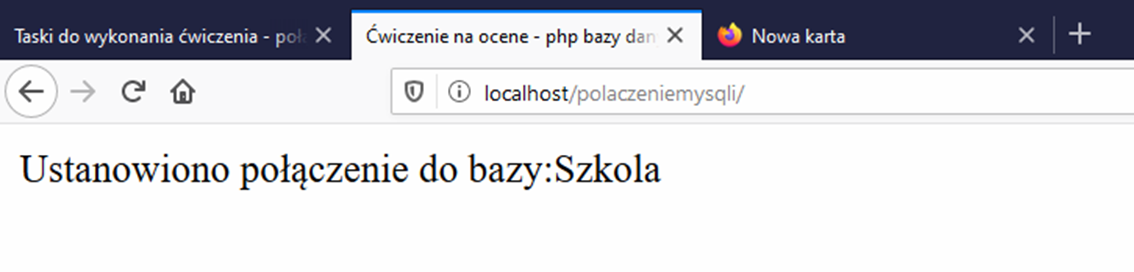 Taski do wykonania ćwiczenia - poł
Ćwiczenie na ocene - php bazy dan
Nowa karta
localhost/polaczeniemysqli/
Ustanowiono połączenie do bazy:Szkola